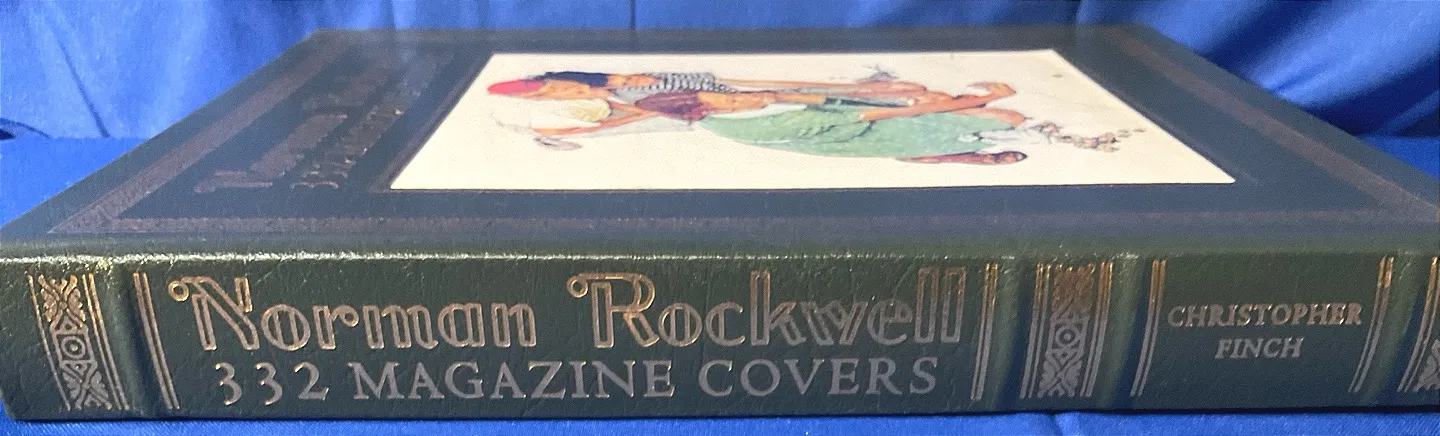 Norman Rockwell
332 MAGAZINE COVERS
CHRISTOPHER
FINCH